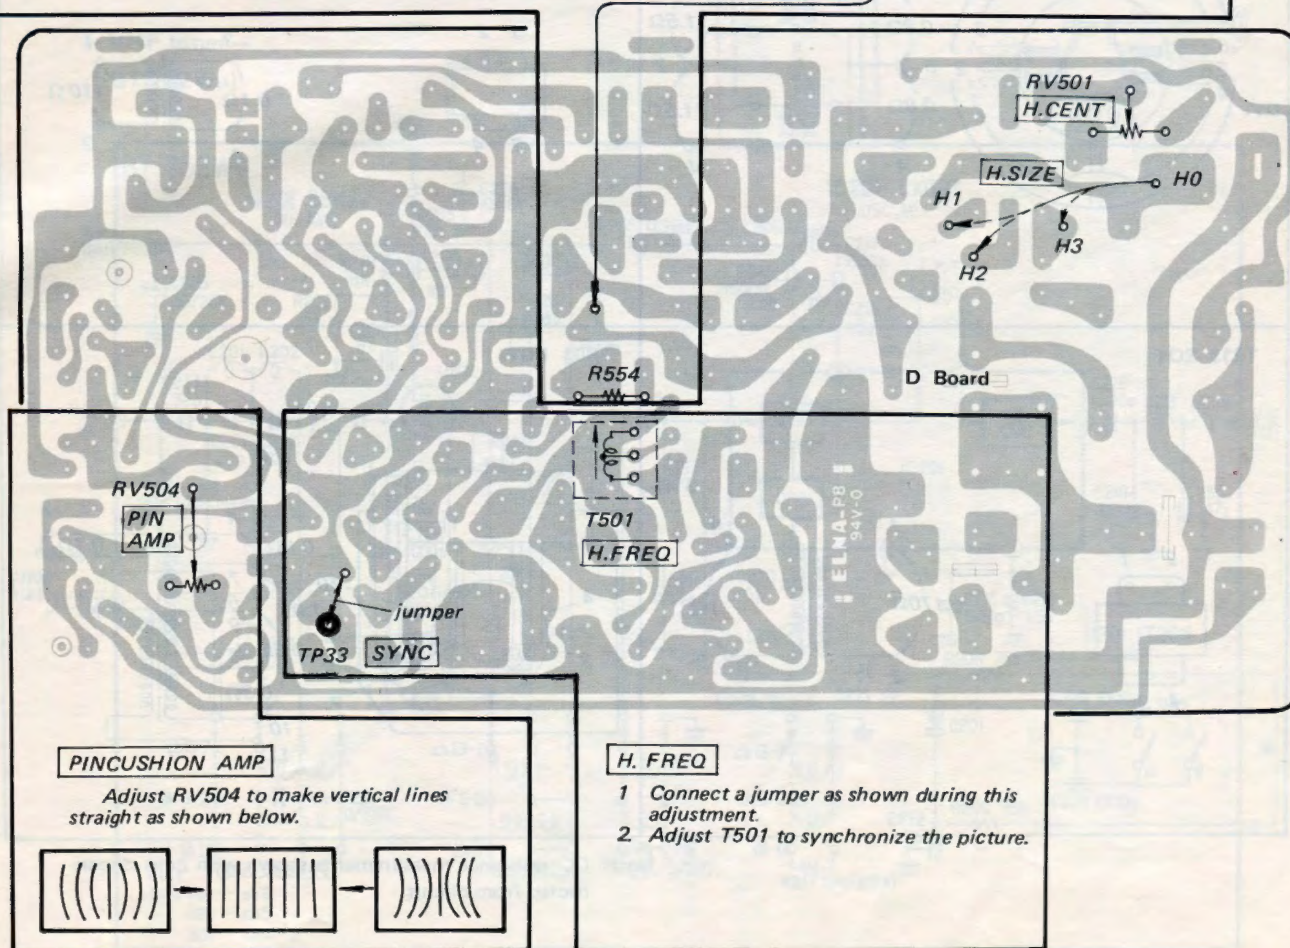 RV501
H.CENT
H.SIZE
H0
H1
H2
H3
R554
D Board
RV504
PIN
AMP
T501
H.FREQ
ELNA-P8
94V-0
jumper
TP33
SYNC
PINCUSHION AMP
Adjust RV504 to make vertical lines
straight as shown below.
H. FREQ
1 Connect a jumper as shown during this
adjustment.
2. Adjust T501 to synchronize the picture.